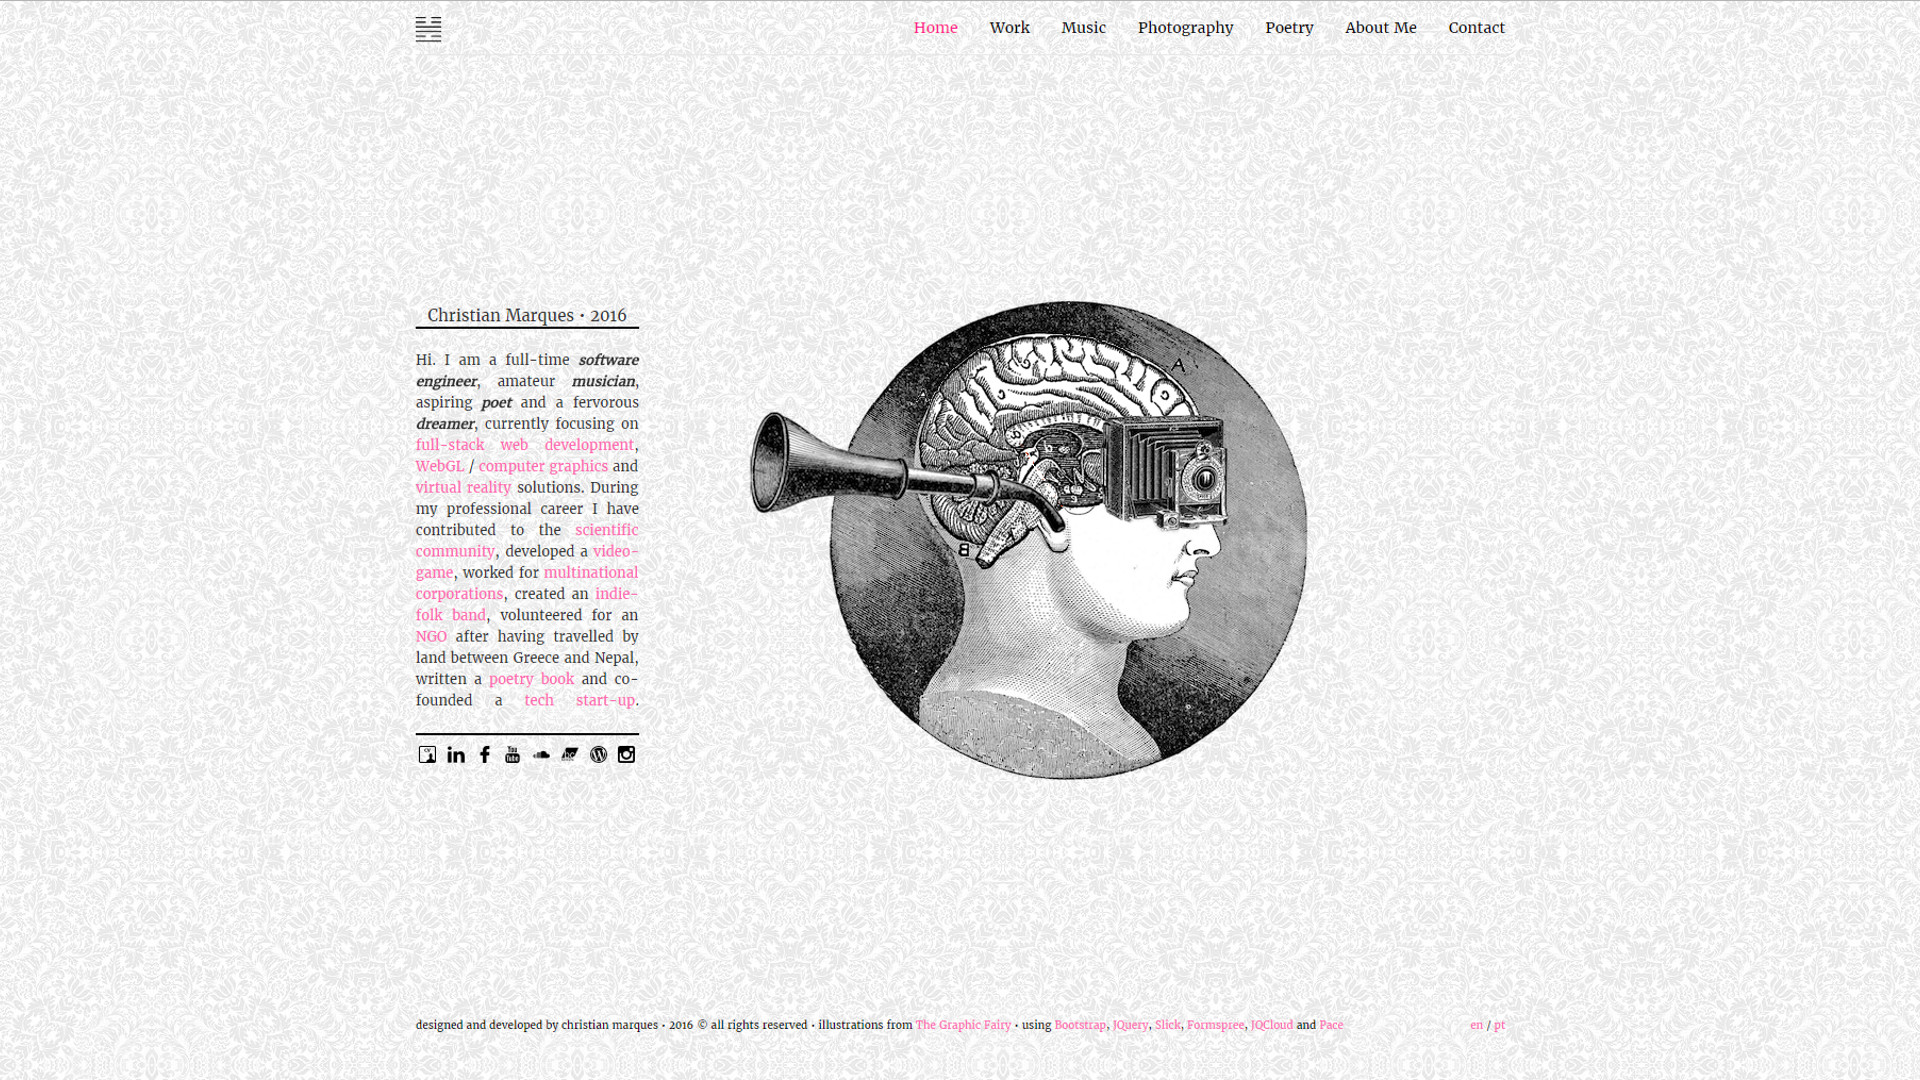 Home Work Music Photography Poetry About Me Contact
Christian Marques • 2016
Hi. I am a full-time software
engineer, amateur musician,
aspiring poet and a fervorous
dreamer, currently focusing on
full-stack web development,
WebGL / computer graphics and
virtual reality solutions. During
my professional career I have
contributed to the scientific
community, developed a video-
game, worked for multinational
corporations, created an indie-
folk band, volunteered for an
NGO after having travelled by
land between Greece and Nepal,
written a poetry book and co-
founded a tech start-up.
You
Tube
A
B
designed and developed by christian marques • 2016 © all rights reserved • illustrations from The Graphic Fairy • using Bootstrap, JQuery, Slick, Formspree, JQCloud and Pace
en / pt